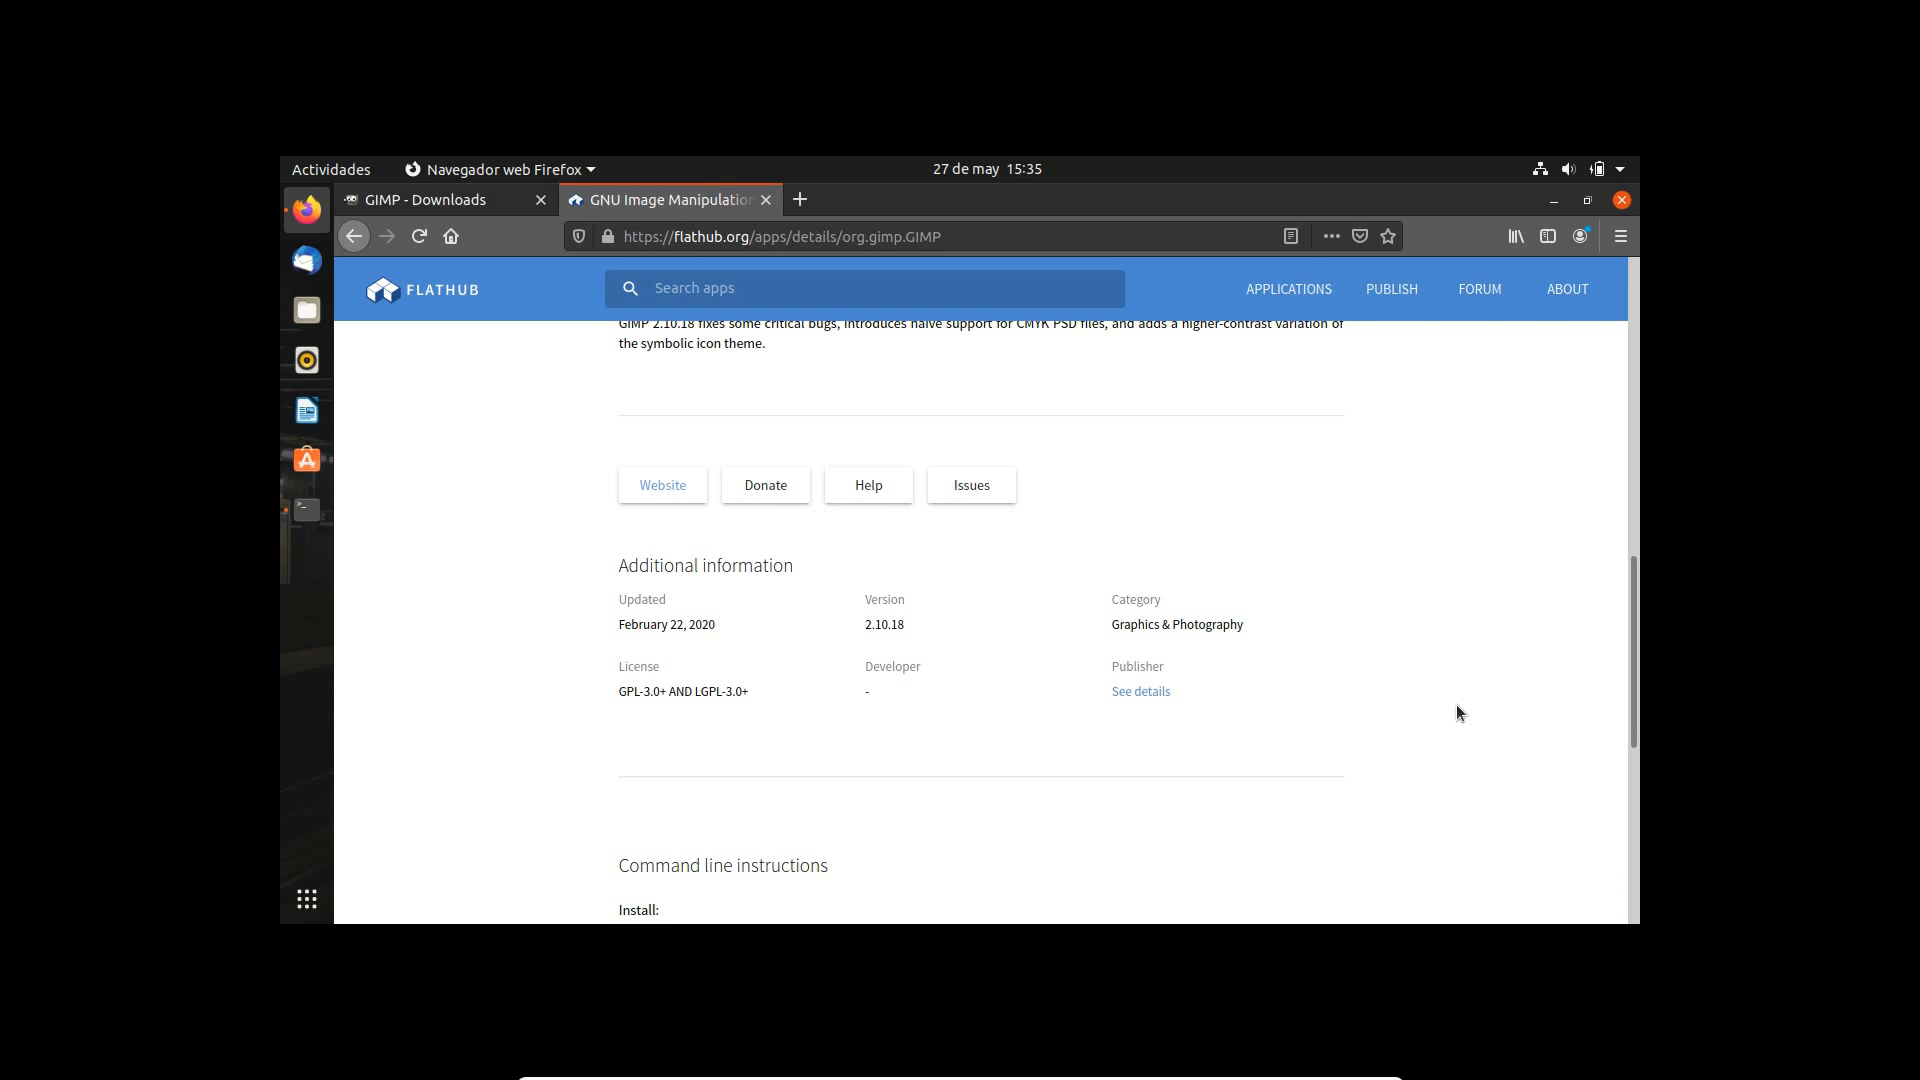 Actividades
Navegador web Firefox
27 de may 15:35
GIMP - Downloads
GNU Image Manipulation
https://flathub.org/apps/details/org.gimp.GIMP
FLATHUB
Search apps
APPLICATIONS
PUBLISH
FORUM
ABOUT
GIMP 2.10.18 fixes some critical bugs, introduces naive support for CMYK PSD files, and adds a higher-contrast variation of
the symbolic icon theme.
Website
Donate
Help
Issues
Additional information
Updated
Version
Category
February 22, 2020
2.10.18
Graphics & Photography
License
Developer
Publisher
GPL-3.0+ AND LGPL-3.0+
-
See details
Command line instructions
Install: